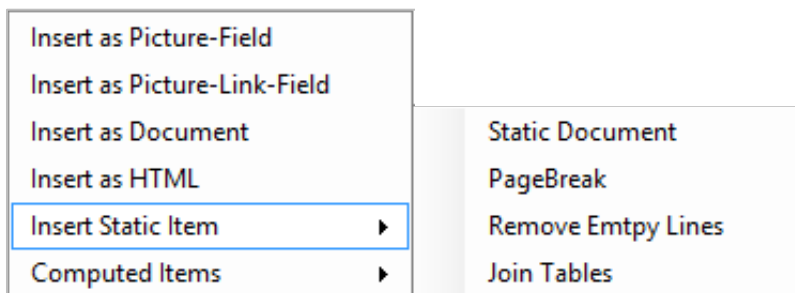 Insert as Picture-Field
Insert as Picture-Link-Field
Insert as Document
Insert as HTML
Insert Static Item
Computed Items
Static Document
PageBreak
Remove Emtpy Lines
Join Tables